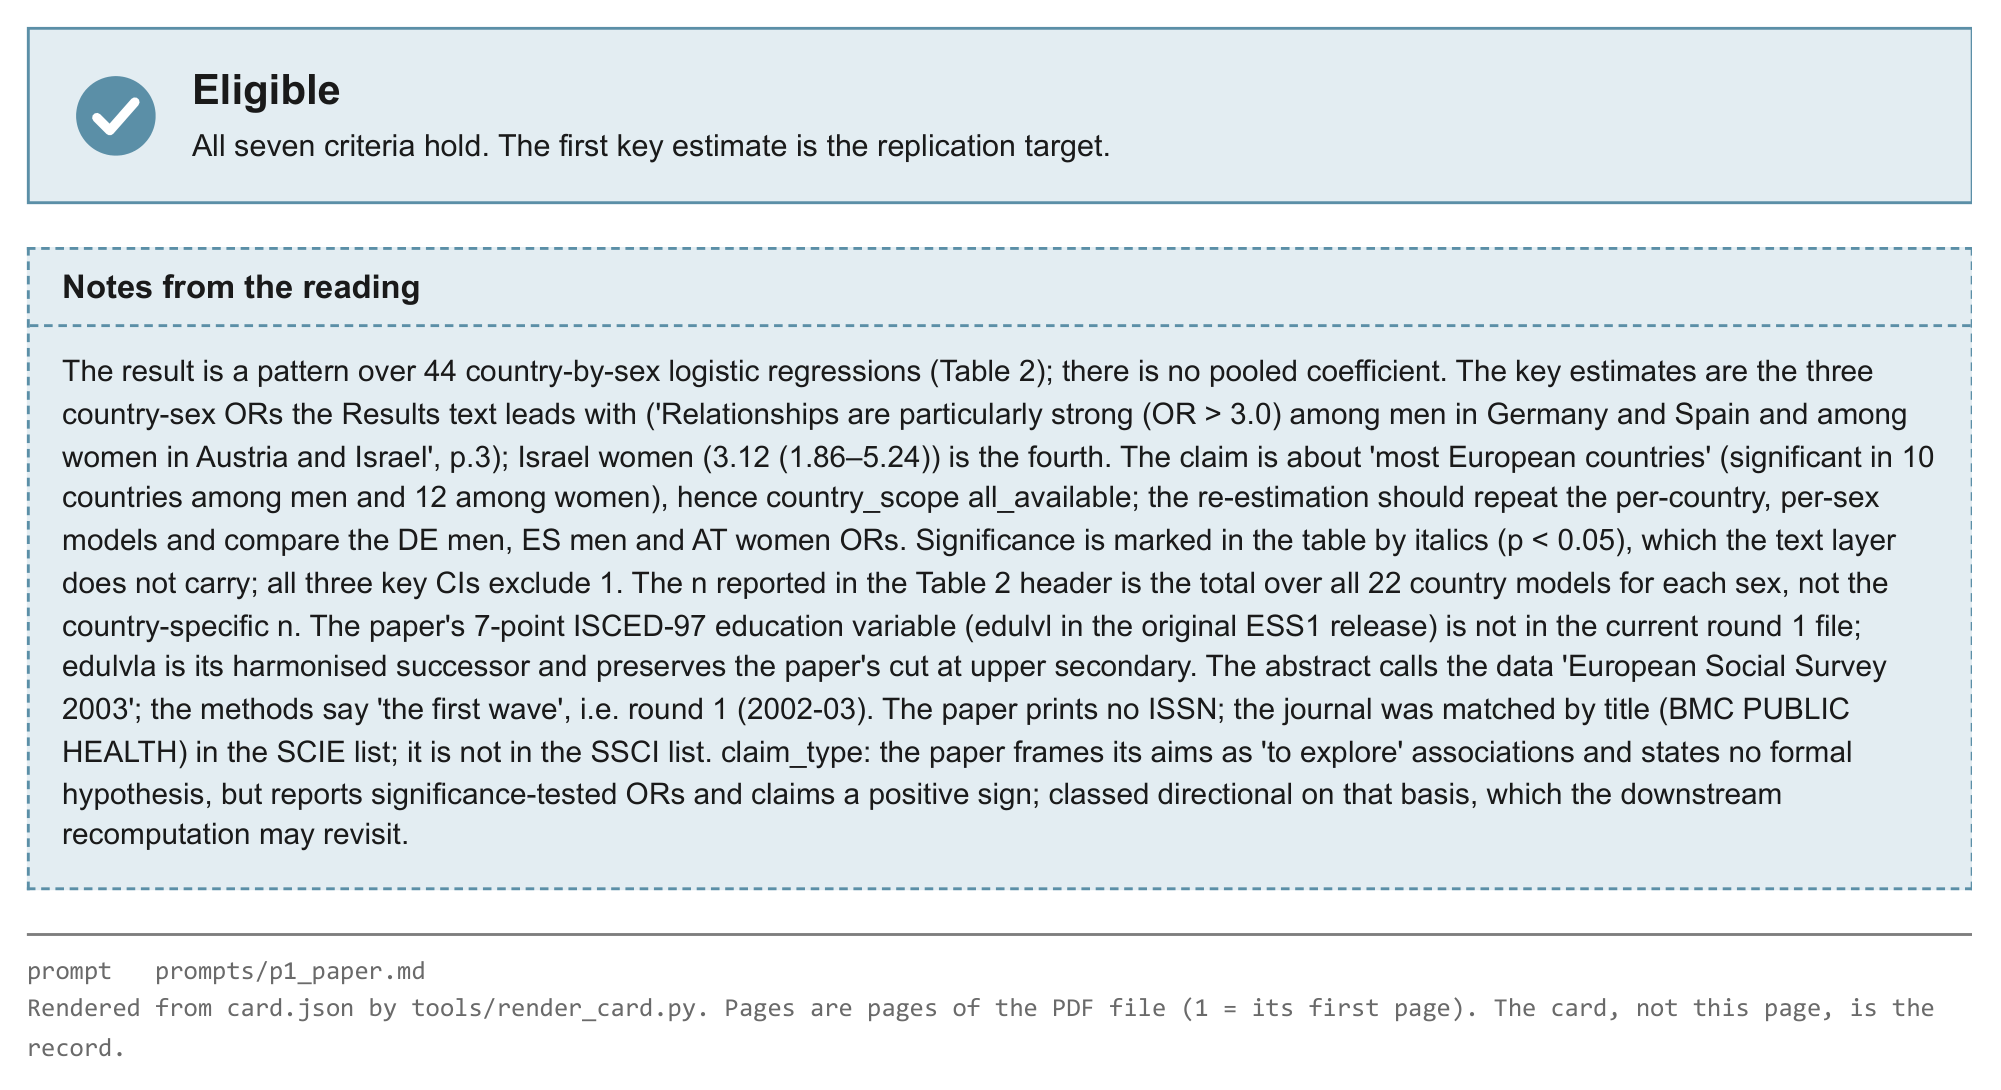 Eligible
All seven criteria hold. The first key estimate is the replication target.
Notes from the reading
The result is a pattern over 44 country-by-sex logistic regressions (Table 2); there is no pooled coefficient. The key estimates are the three
country-sex ORs the Results text leads with ('Relationships are particularly strong (OR > 3.0) among men in Germany and Spain and among
women in Austria and Israel', p.3); Israel women (3.12 (1.86–5.24)) is the fourth. The claim is about 'most European countries' (significant in 10
countries among men and 12 among women), hence country_scope all_available; the re-estimation should repeat the per-country, per-sex
models and compare the DE men, ES men and AT women ORs. Significance is marked in the table by italics (p < 0.05), which the text layer
does not carry; all three key CIs exclude 1. The n reported in the Table 2 header is the total over all 22 country models for each sex, not the
country-specific n. The paper's 7-point ISCED-97 education variable (edulvl in the original ESS1 release) is not in the current round 1 file;
edulvla is its harmonised successor and preserves the paper's cut at upper secondary. The abstract calls the data 'European Social Survey
2003'; the methods say 'the first wave', i.e. round 1 (2002-03). The paper prints no ISSN; the journal was matched by title (BMC PUBLIC
HEALTH) in the SCIE list; it is not in the SSCI list. claim_type: the paper frames its aims as 'to explore' associations and states no formal
hypothesis, but reports significance-tested ORs and claims a positive sign; classed directional on that basis, which the downstream
recomputation may revisit.
prompt   prompts/p1_paper.md
Rendered from card.json by tools/render_card.py. Pages are pages of the PDF file (1 = its first page). The card, not this page, is the
record.